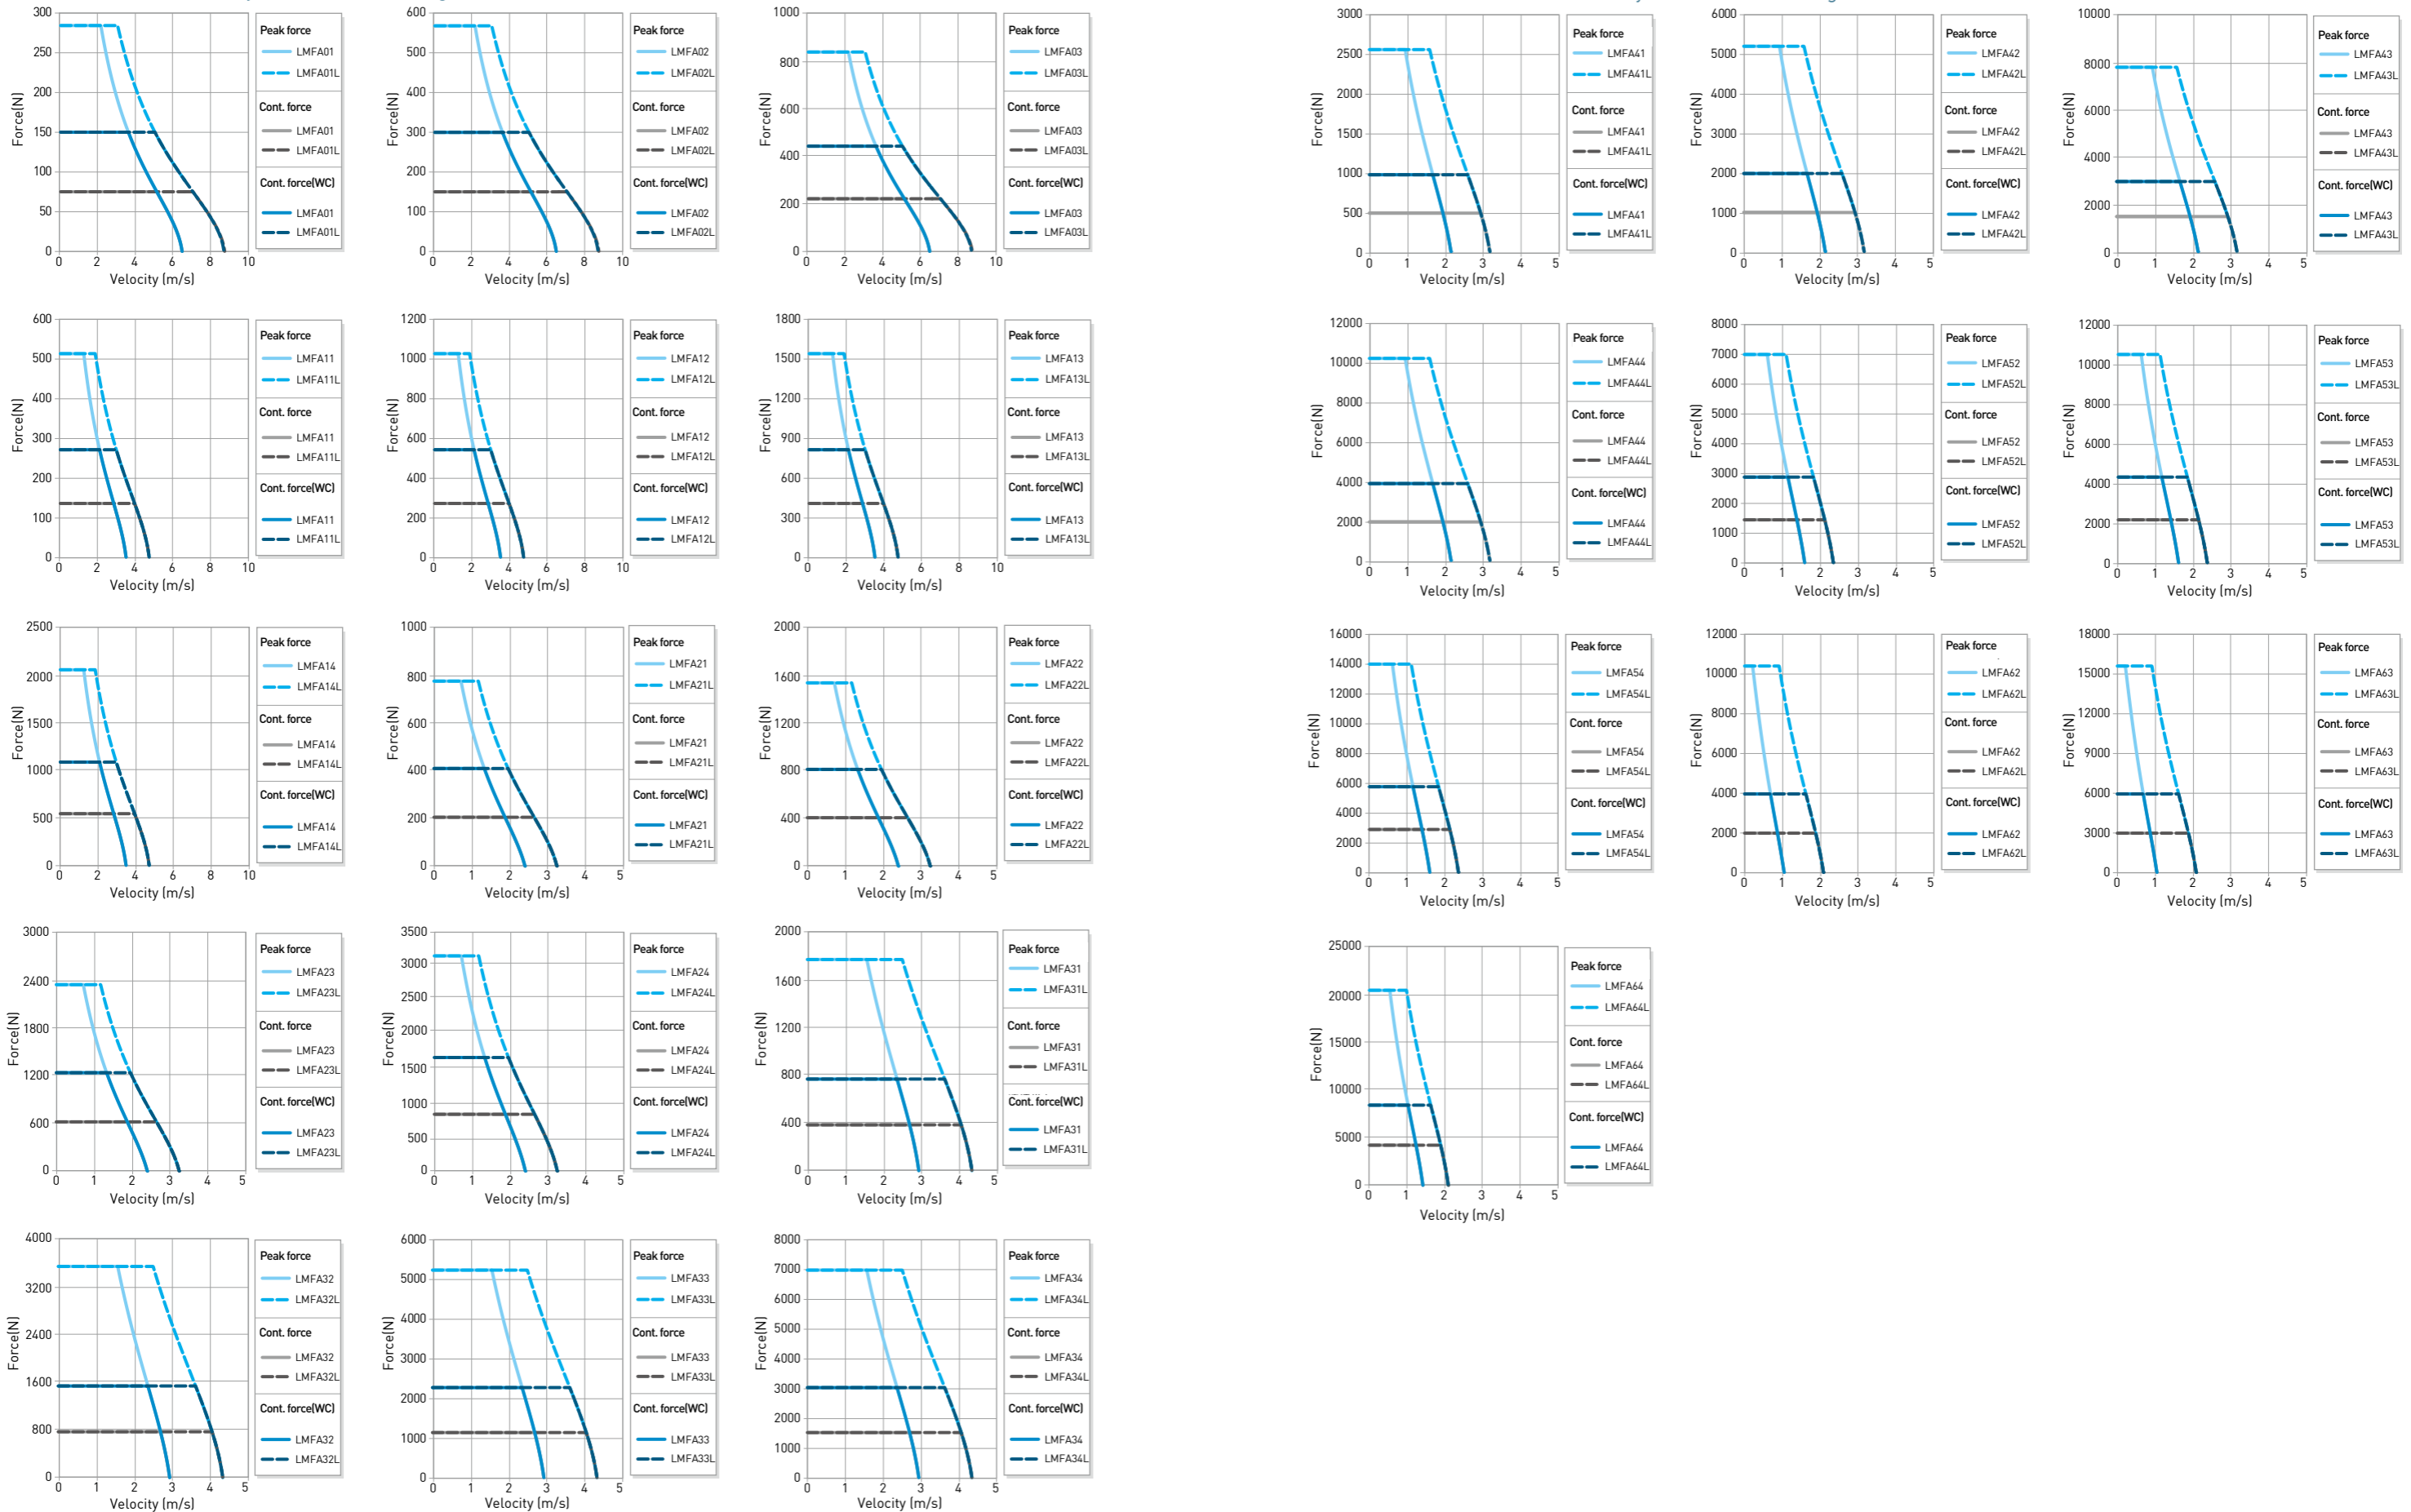 300
250
200
150
100
50
0
Force(N)
0 2 4 6 8 10
Velocity (m/s)
Peak force
LMFA01
LMFA01L
Cont. force
LMFA01
LMFA01L
Cont. force(WC)
LMFA01
LMFA01L
600
500
400
300
200
100
0
Force(N)
0 2 4 6 8 10
Velocity (m/s)
Peak force
LMFA02
LMFA02L
Cont. force
LMFA02
LMFA02L
Cont. force(WC)
LMFA02
LMFA02L
1000
800
600
400
200
0
Force(N)
0 2 4 6 8 10
Velocity (m/s)
Peak force
LMFA03
LMFA03L
Cont. force
LMFA03
LMFA03L
Cont. force(WC)
LMFA03
LMFA03L
600
500
400
300
200
100
0
Force(N)
0 2 4 6 8 10
Velocity (m/s)
Peak force
LMFA11
LMFA11L
Cont. force
LMFA11
LMFA11L
Cont. force(WC)
LMFA11
LMFA11L
1200
1000
800
600
400
200
0
Force(N)
0 2 4 6 8 10
Velocity (m/s)
Peak force
LMFA12
LMFA12L
Cont. force
LMFA12
LMFA12L
Cont. force(WC)
LMFA12
LMFA12L
1800
1500
1200
900
600
300
0
Force(N)
0 2 4 6 8 10
Velocity (m/s)
Peak force
LMFA13
LMFA13L
Cont. force
LMFA13
LMFA13L
Cont. force(WC)
LMFA13
LMFA13L
2500
2000
1500
1000
500
0
Force(N)
0 2 4 6 8 10
Velocity (m/s)
Peak force
LMFA14
LMFA14L
Cont. force
LMFA14
LMFA14L
Cont. force(WC)
LMFA14
LMFA14L
1000
800
600
400
200
0
Force(N)
0 1 2 3 4 5
Velocity (m/s)
Peak force
LMFA21
LMFA21L
Cont. force
LMFA21
LMFA21L
Cont. force(WC)
LMFA21
LMFA21L
2000
1600
1200
800
400
0
Force(N)
0 1 2 3 4 5
Velocity (m/s)
Peak force
LMFA22
LMFA22L
Cont. force
LMFA22
LMFA22L
Cont. force(WC)
LMFA22
LMFA22L
3000
2400
1800
1200
600
0
Force(N)
0 1 2 3 4 5
Velocity (m/s)
Peak force
LMFA23
LMFA23L
Cont. force
LMFA23
LMFA23L
Cont. force(WC)
LMFA23
LMFA23L
3500
3000
2500
2000
1500
1000
500
0
Force(N)
0 1 2 3 4 5
Velocity (m/s)
Peak force
LMFA24
LMFA24L
Cont. force
LMFA24
LMFA24L
Cont. force(WC)
LMFA24
LMFA24L
2000
1600
1200
800
400
0
Force(N)
0 1 2 3 4 5
Velocity (m/s)
Peak force
LMFA31
LMFA31L
Cont. force
LMFA31
LMFA31L
Cont. force(WC)
LMFA31
LMFA31L
4000
3200
2400
1600
800
0
Force(N)
0 1 2 3 4 5
Velocity (m/s)
Peak force
LMFA32
LMFA32L
Cont. force
LMFA32
LMFA32L
Cont. force(WC)
LMFA32
LMFA32L
6000
5000
4000
3000
2000
1000
0
Force(N)
0 1 2 3 4 5
Velocity (m/s)
Peak force
LMFA33
LMFA33L
Cont. force
LMFA33
LMFA33L
Cont. force(WC)
LMFA33
LMFA33L
8000
7000
6000
5000
4000
3000
2000
1000
0
Force(N)
0 1 2 3 4 5
Velocity (m/s)
Peak force
LMFA34
LMFA34L
Cont. force
LMFA34
LMFA34L
Cont. force(WC)
LMFA34
LMFA34L
3000
2500
2000
1500
1000
500
0
Force(N)
0 1 2 3 4 5
Velocity (m/s)
Peak force
LMFA41
LMFA41L
Cont. force
LMFA41
LMFA41L
Cont. force(WC)
LMFA41
LMFA41L
6000
5000
4000
3000
2000
1000
0
Force(N)
0 1 2 3 4 5
Velocity (m/s)
Peak force
LMFA42
LMFA42L
Cont. force
LMFA42
LMFA42L
Cont. force(WC)
LMFA42
LMFA42L
10000
8000
6000
4000
2000
0
Force(N)
0 1 2 3 4 5
Velocity (m/s)
Peak force
LMFA43
LMFA43L
Cont. force
LMFA43
LMFA43L
Cont. force(WC)
LMFA43
LMFA43L
12000
10000
8000
6000
4000
2000
0
Force(N)
0 1 2 3 4 5
Velocity (m/s)
Peak force
LMFA44
LMFA44L
Cont. force
LMFA44
LMFA44L
Cont. force(WC)
LMFA44
LMFA44L
8000
7000
6000
5000
4000
3000
2000
1000
0
Force(N)
0 1 2 3 4 5
Velocity (m/s)
Peak force
LMFA52
LMFA52L
Cont. force
LMFA52
LMFA52L
Cont. force(WC)
LMFA52
LMFA52L
12000
10000
8000
6000
4000
2000
0
Force(N)
0 1 2 3 4 5
Velocity (m/s)
Peak force
LMFA53
LMFA53L
Cont. force
LMFA53
LMFA53L
Cont. force(WC)
LMFA53
LMFA53L
16000
14000
12000
10000
8000
6000
4000
2000
0
Force(N)
0 1 2 3 4 5
Velocity (m/s)
Peak force
LMFA54
LMFA54L
Cont. force
LMFA54
LMFA54L
Cont. force(WC)
LMFA54
LMFA54L
12000
10000
8000
6000
4000
2000
0
Force(N)
0 1 2 3 4 5
Velocity (m/s)
Peak force
LMFA62
LMFA62L
Cont. force
LMFA62
LMFA62L
Cont. force(WC)
LMFA62
LMFA62L
18000
15000
12000
9000
6000
3000
0
Force(N)
0 1 2 3 4 5
Velocity (m/s)
Peak force
LMFA63
LMFA63L
Cont. force
LMFA63
LMFA63L
Cont. force(WC)
LMFA63
LMFA63L
25000
20000
15000
10000
5000
0
Force(N)
0 1 2 3 4 5
Velocity (m/s)
Peak force
LMFA64
LMFA64L
Cont. force
LMFA64
LMFA64L
Cont. force(WC)
LMFA64
LMFA64L